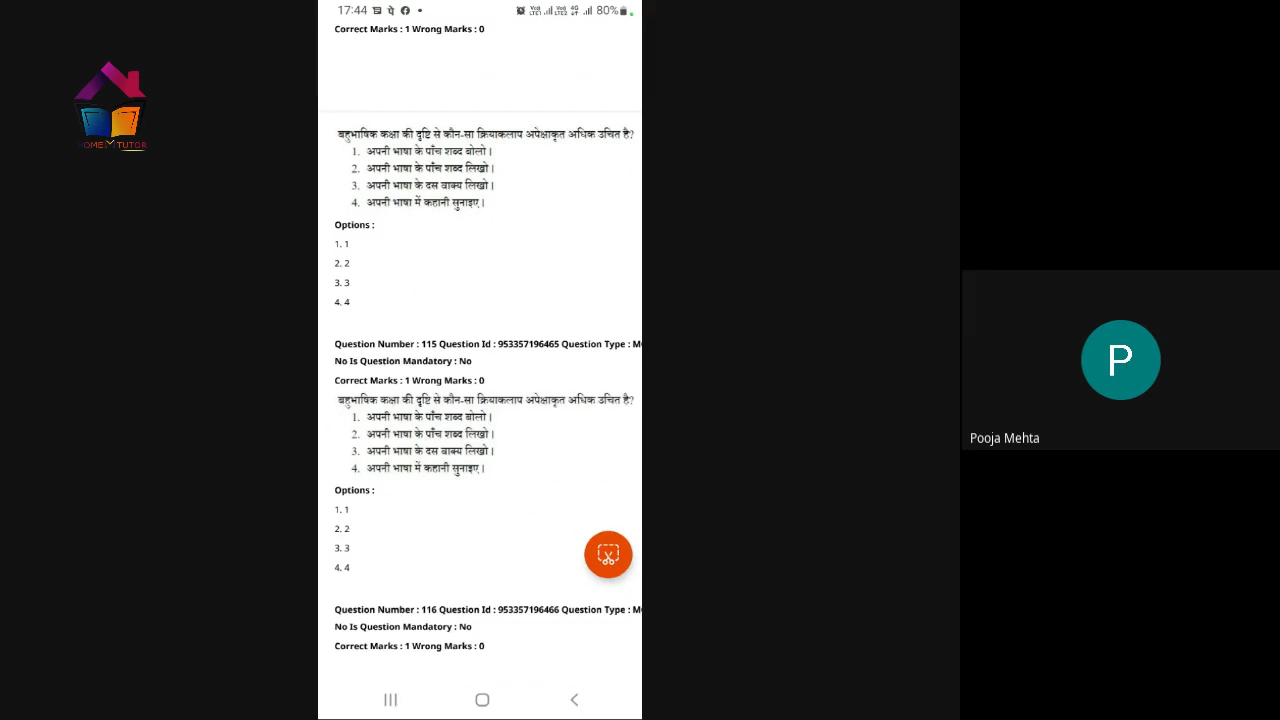 17:44
80%
Correct Marks : 1 Wrong Marks : 0
बहुभाषिक कक्षा की दृष्टि से कौन-सा क्रियाकलाप अपेक्षाकृत अधिक उचित है?
1. अपनी भाषा के पाँच शब्द बोलो।
2. अपनी भाषा के पाँच शब्द लिखो।
3. अपनी भाषा के दस वाक्य लिखो।
4. अपनी भाषा में कहानी सुनाइए।
Options :
1. 1
2. 2
3. 3
4. 4
Question Number : 115 Question Id : 953357196465 Question Type : M
No Is Question Mandatory : No
Correct Marks : 1 Wrong Marks : 0
बहुभाषिक कक्षा की दृष्टि से कौन-सा क्रियाकलाप अपेक्षाकृत अधिक उचित है?
1. अपनी भाषा के पाँच शब्द बोलो।
2. अपनी भाषा के पाँच शब्द लिखो।
3. अपनी भाषा के दस वाक्य लिखो।
4. अपनी भाषा में कहानी सुनाइए।
Options :
1. 1
2. 2
3. 3
4. 4
Question Number : 116 Question Id : 953357196466 Question Type : M
No Is Question Mandatory : No
Correct Marks : 1 Wrong Marks : 0
HOME TUTOR
P
Pooja Mehta